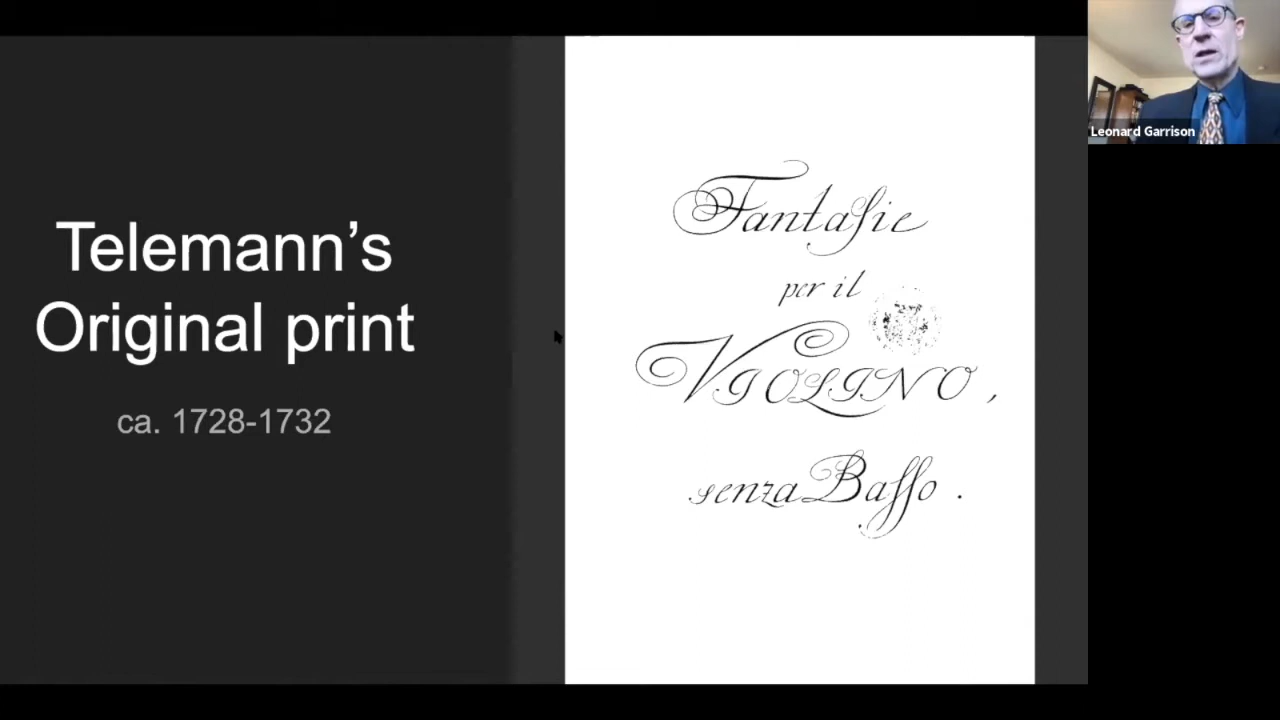 Telemann’s
Original print
ca. 1728-1732
Fantaſie
per il
VIOLINO,
senza Baſſo.
Leonard Garrison